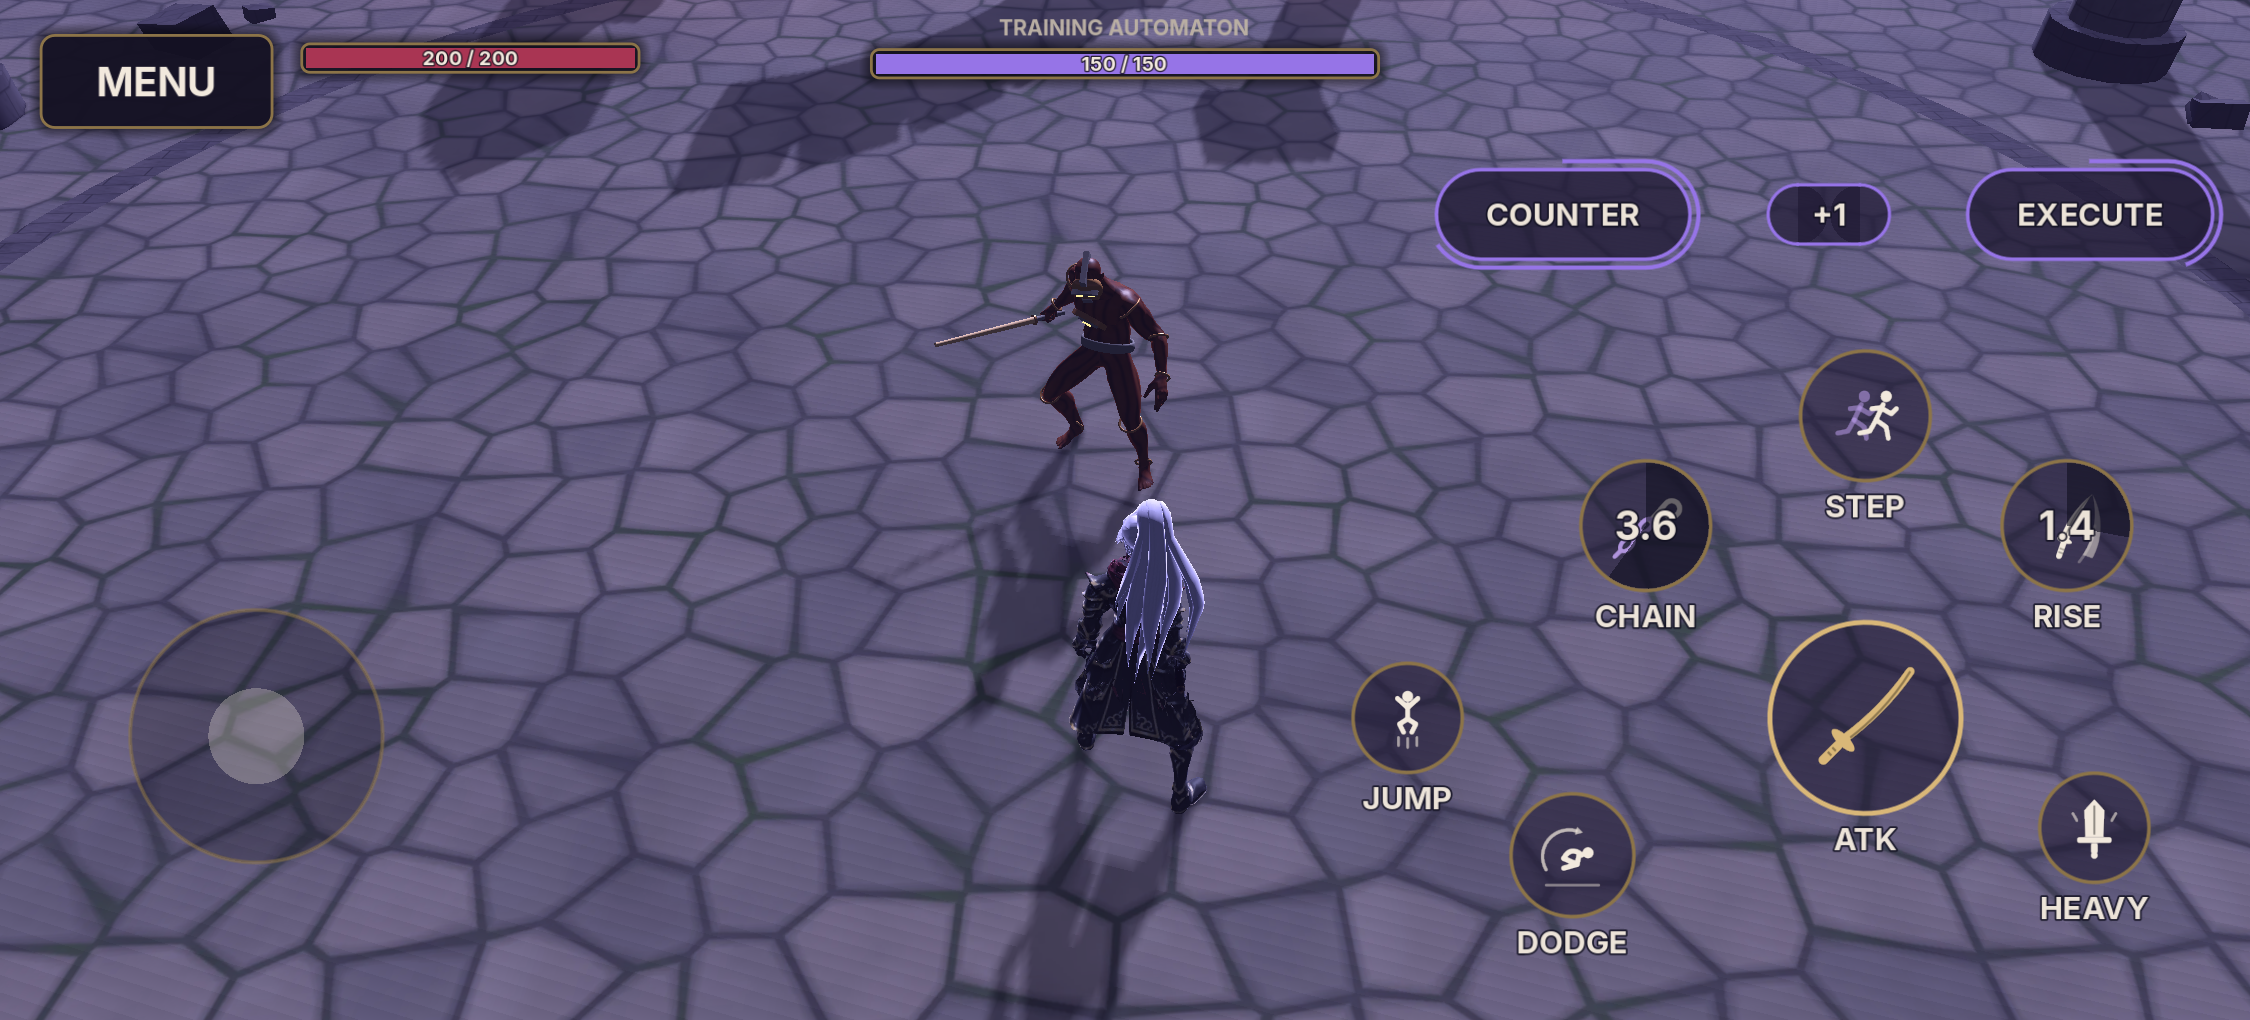 TRAINING AUTOMATON
MENU
200 / 200
150 / 150
COUNTER
+1
EXECUTE
STEP
3.6
1.4
CHAIN
RISE
JUMP
ATK
HEAVY
DODGE